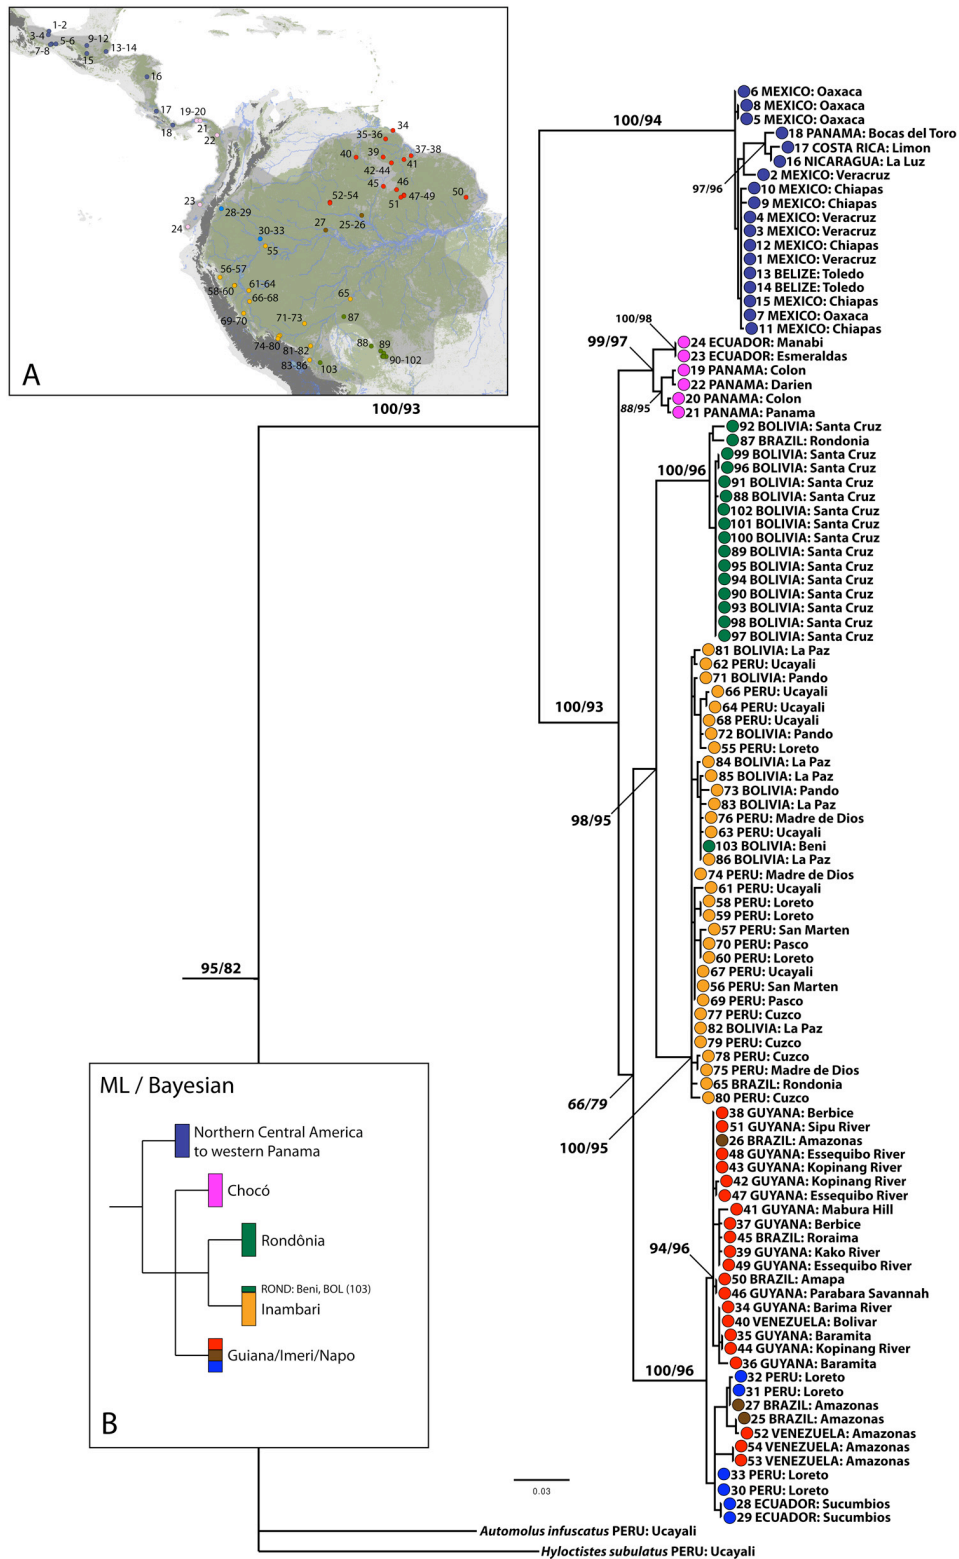 1-2
3-4
5-6
7-8
9-12
13-14
15
16
17
18
19-20
21
22
34
35-36
37-38
39
40
41
42-44
45
46
47-49
50
51
52-54
23
24
28-29
25-26
27
30-33
55
56-57
58-60
61-64
65
66-68
69-70
71-73
87
74-80
81-82
83-86
88
89
90-102
103
A
100/93
100/94
97/96
6 MEXICO: Oaxaca
8 MEXICO: Oaxaca
5 MEXICO: Oaxaca
18 PANAMA: Bocas del Toro
17 COSTA RICA: Limon
16 NICARAGUA: La Luz
2 MEXICO: Veracruz
10 MEXICO: Chiapas
9 MEXICO: Chiapas
4 MEXICO: Veracruz
3 MEXICO: Veracruz
12 MEXICO: Chiapas
1 MEXICO: Veracruz
13 BELIZE: Toledo
14 BELIZE: Toledo
15 MEXICO: Chiapas
7 MEXICO: Oaxaca
11 MEXICO: Chiapas
100/98
99/97
88/95
24 ECUADOR: Manabi
23 ECUADOR: Esmeraldas
19 PANAMA: Colon
22 PANAMA: Darien
20 PANAMA: Colon
21 PANAMA: Panama
100/96
92 BOLIVIA: Santa Cruz
87 BRAZIL: Rondonia
99 BOLIVIA: Santa Cruz
96 BOLIVIA: Santa Cruz
91 BOLIVIA: Santa Cruz
88 BOLIVIA: Santa Cruz
102 BOLIVIA: Santa Cruz
101 BOLIVIA: Santa Cruz
100 BOLIVIA: Santa Cruz
89 BOLIVIA: Santa Cruz
95 BOLIVIA: Santa Cruz
94 BOLIVIA: Santa Cruz
90 BOLIVIA: Santa Cruz
93 BOLIVIA: Santa Cruz
98 BOLIVIA: Santa Cruz
97 BOLIVIA: Santa Cruz
100/93
98/95
81 BOLIVIA: La Paz
62 PERU: Ucayali
71 BOLIVIA: Pando
66 PERU: Ucayali
64 PERU: Ucayali
68 PERU: Ucayali
72 BOLIVIA: Pando
55 PERU: Loreto
84 BOLIVIA: La Paz
85 BOLIVIA: La Paz
73 BOLIVIA: Pando
83 BOLIVIA: La Paz
76 PERU: Madre de Dios
63 PERU: Ucayali
103 BOLIVIA: Beni
86 BOLIVIA: La Paz
74 PERU: Madre de Dios
61 PERU: Ucayali
58 PERU: Loreto
59 PERU: Loreto
57 PERU: San Marten
70 PERU: Pasco
60 PERU: Loreto
67 PERU: Ucayali
56 PERU: San Marten
69 PERU: Pasco
77 PERU: Cuzco
82 BOLIVIA: La Paz
79 PERU: Cuzco
78 PERU: Cuzco
75 PERU: Madre de Dios
65 BRAZIL: Rondonia
80 PERU: Cuzco
95/82
66/79
100/95
38 GUYANA: Berbice
51 GUYANA: Sipu River
26 BRAZIL: Amazonas
48 GUYANA: Essequibo River
43 GUYANA: Kopinang River
42 GUYANA: Kopinang River
47 GUYANA: Essequibo River
41 GUYANA: Mabura Hill
37 GUYANA: Berbice
45 BRAZIL: Roraima
39 GUYANA: Kako River
49 GUYANA: Essequibo River
50 BRAZIL: Amapa
46 GUYANA: Parabara Savannah
34 GUYANA: Barima River
40 VENEZUELA: Bolivar
35 GUYANA: Baramita
44 GUYANA: Kopinang River
36 GUYANA: Baramita
94/96
100/96
32 PERU: Loreto
31 PERU: Loreto
27 BRAZIL: Amazonas
25 BRAZIL: Amazonas
52 VENEZUELA: Amazonas
54 VENEZUELA: Amazonas
53 VENEZUELA: Amazonas
33 PERU: Loreto
30 PERU: Loreto
28 ECUADOR: Sucumbios
29 ECUADOR: Sucumbios
ML / Bayesian
Northern Central America
to western Panama
Chocó
Rondônia
ROND: Beni, BOL (103)
Inambari
Guiana/Imeri/Napo
B
0.03
Automolus infuscatus PERU: Ucayali
Hyloctistes subulatus PERU: Ucayali